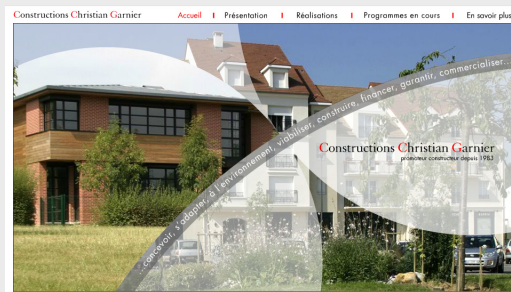 Constructions Christian Garnier
Accueil | Présentation | Réalisations | Programmes en cours | En savoir plus
...concevoir, s'adapter, à l'environnement, viabiliser, construire, financer, garantir, commercialiser...
Constructions Christian Garnier
promoteur constructeur depuis 1983